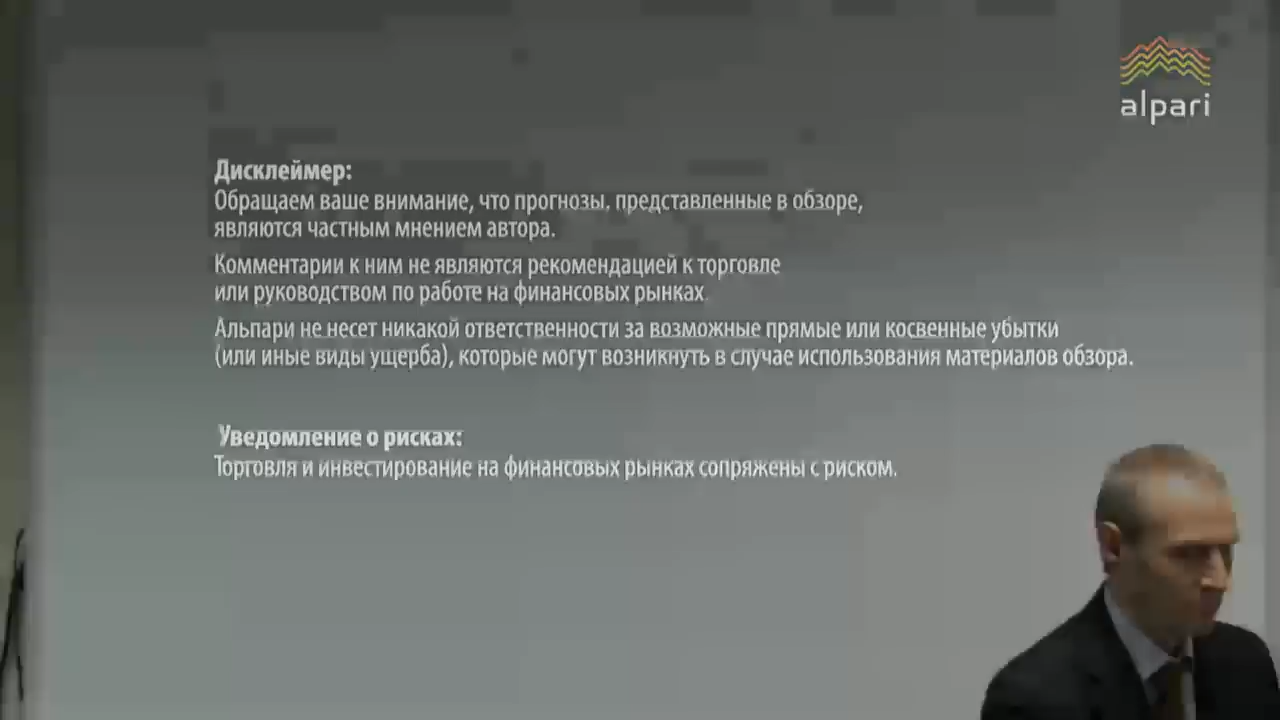 alpari
Дисклеймер:
Обращаем ваше внимание, что прогнозы, представленные в обзоре,
являются частным мнением автора.
Комментарии к ним не являются рекомендацией к торговле
или руководством по работе на финансовых рынках.
Альпари не несет никакой ответственности за возможные прямые или косвенные убытки
(или иные виды ущерба), которые могут возникнуть в случае использования материалов обзора.
Уведомление о рисках:
Торговля и инвестирование на финансовых рынках сопряжены с риском.